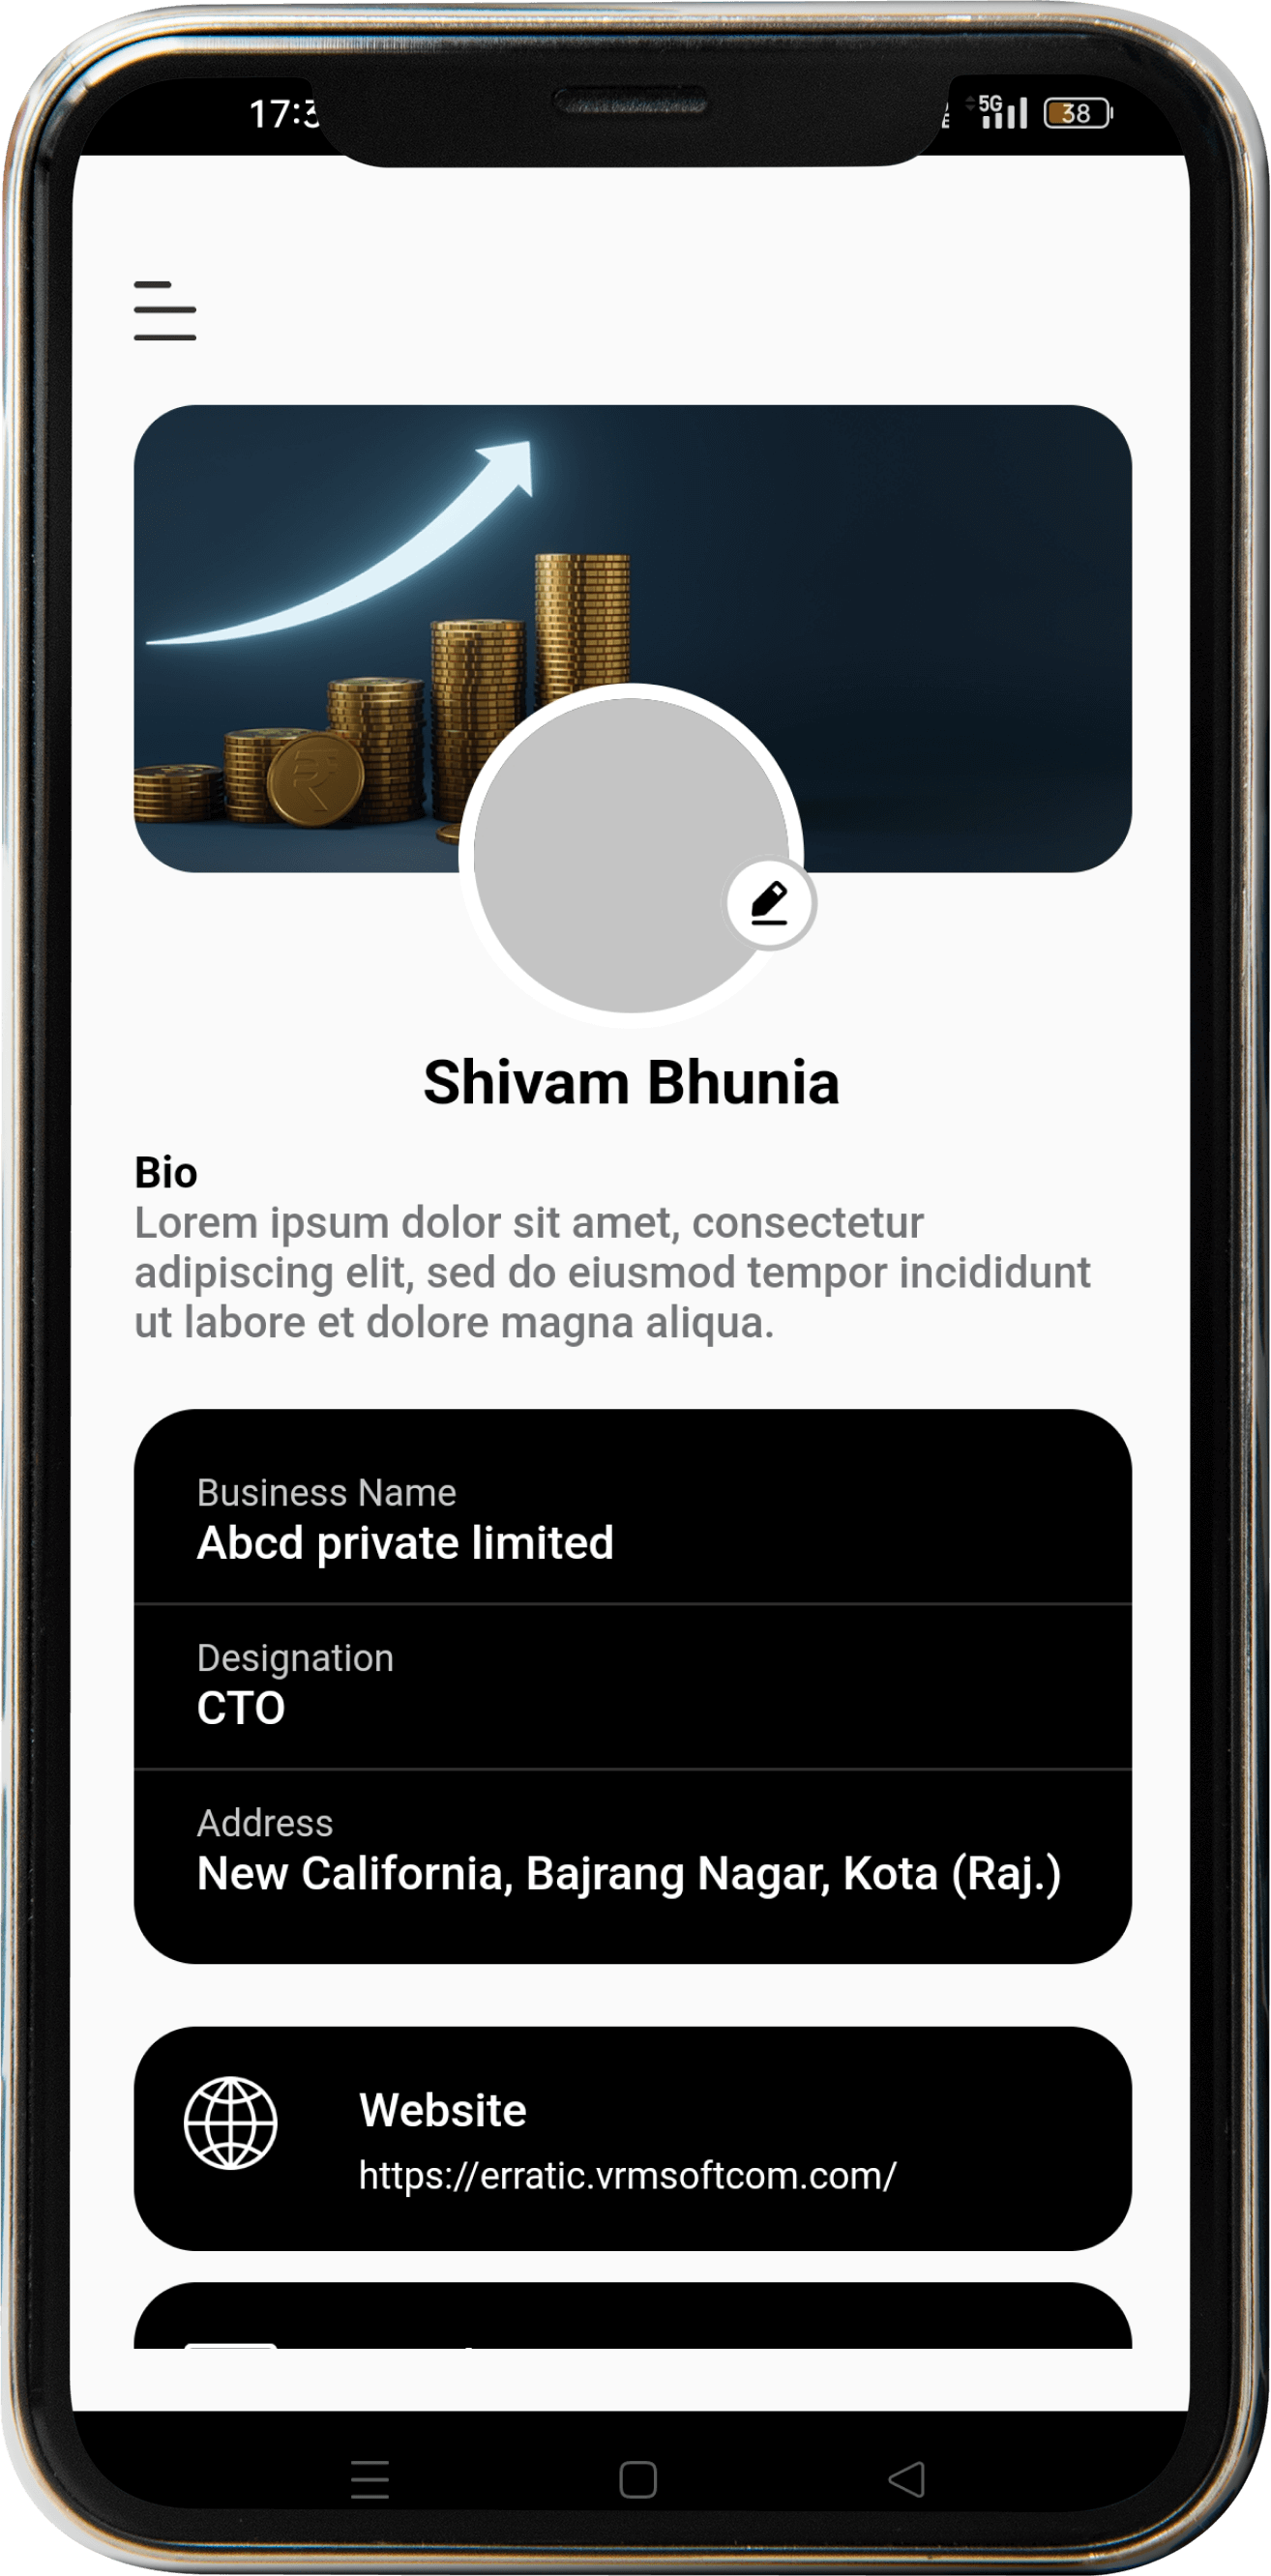 5G
38
Shivam Bhunia
Bio
Lorem ipsum dolor sit amet, consectetur
adipiscing elit, sed do eiusmod tempor incididunt
ut labore et dolore magna aliqua.
Business Name
Abcd private limited
Designation
CTO
Address
New California, Bajrang Nagar, Kota (Raj.)
Website
https://erratic.vrmsoftcom.com/